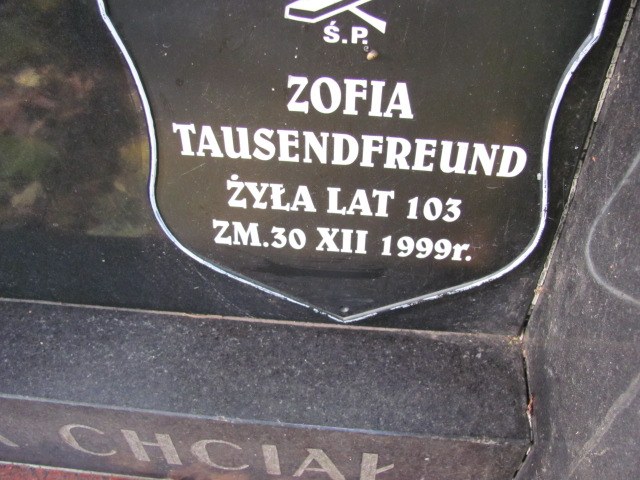 Ś.P.
ZOFIA
TAUSENDFREUND
ŻYŁA LAT 103
ZM.30 XII 1999r.
CHCIAŁ